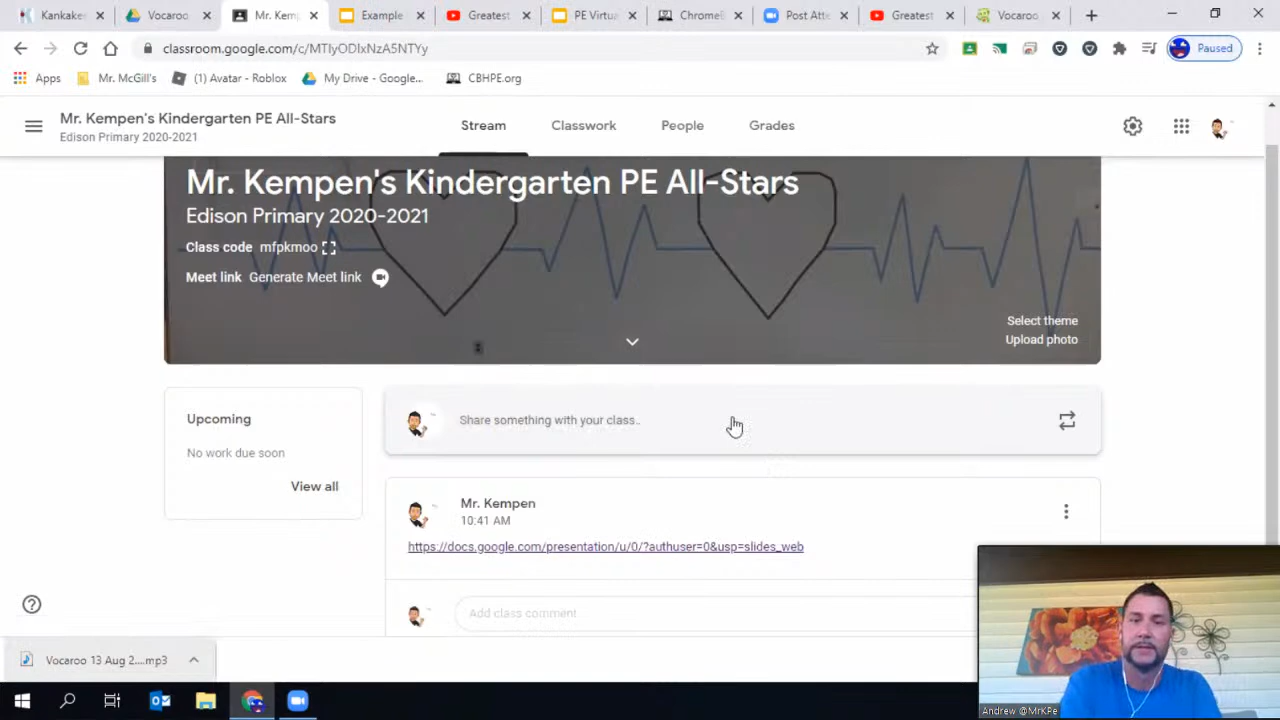 Kankake
Vocaroo
Mr. Kemp
Example
Greatest
PE Virtua
ChromeB
Post Atte
Greatest
Vocaroo
classroom.google.com/c/MTIyODIxNzA5NTYy
Paused
Apps
Mr. McGill's
(1) Avatar - Roblox
My Drive - Google...
CBHPE.org
Mr. Kempen's Kindergarten PE All-Stars
Edison Primary 2020-2021
Stream
Classwork
People
Grades
Mr. Kempen's Kindergarten PE All-Stars
Edison Primary 2020-2021
Class code mfpkmoo
Meet link Generate Meet link
Select theme
Upload photo
Upcoming
No work due soon
View all
Share something with your class..
Mr. Kempen
10:41 AM
https://docs.google.com/presentation/u/0/?authuser=0&usp=slides_web
Add class comment
Vocaroo 13 Aug 2....mp3
Andrew @MrKPe